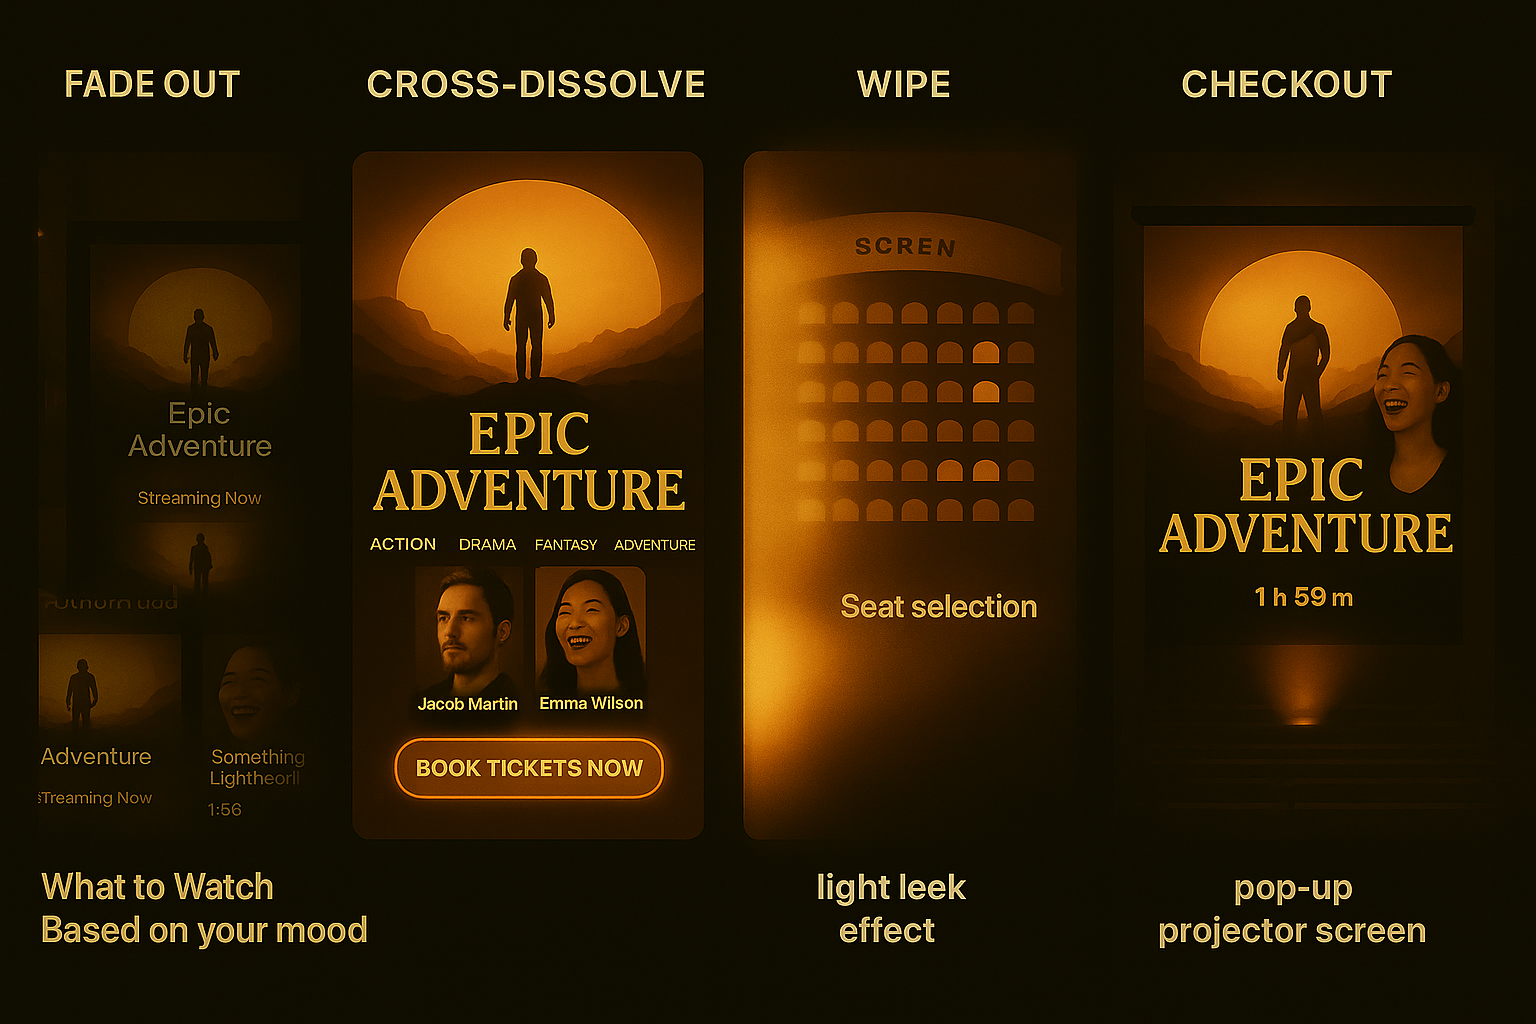 FADE OUT
CROSS-DISSOLVE
WIPE
CHECKOUT
Epic
Adventure
Streaming Now
Adventure
sTreaming Now
Something
1:56
EPIC
ADVENTURE
ACTION DRAMA FANTASY ADVENTURE
Jacob Martin
Emma Wilson
BOOK TICKETS NOW
SCREN
Seat selection
EPIC
ADVENTURE
1 h 59 m
What to Watch
Based on your mood
light leek
effect
pop-up
projector screen